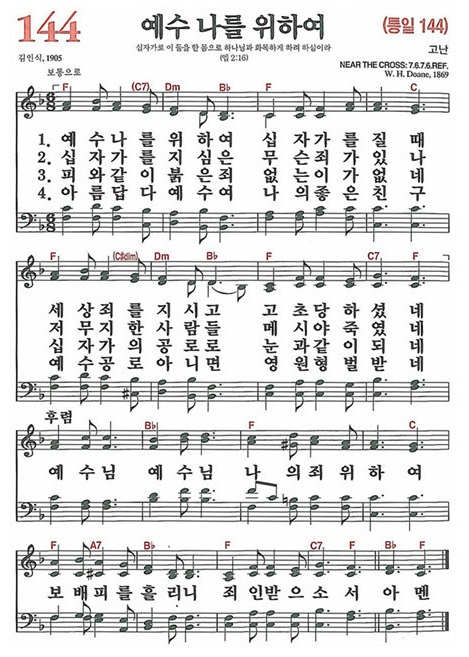 144
예수 나를 위하여
(통일 144)
십자가로 이 둘을 한 몸으로 하나님과 화목하게 하려 하심이라
(엡 2:16)
고난
김인식, 1905
NEAR THE CROSS: 7.6.7.6.REF.
W. H. Doane, 1869
보통으로
F (C7) Dm B♭ F C
1. 예 수 나 를 위 하 여 십 자 가 를 질 때
2. 십 자 가 를 지 심 은 무 슨 죄 가 있 나
3. 피 와 같 이 붉 은 죄 없 는 이 가 없 네
4. 아 름 답 다 예 수 여 나 의 좋 은 친 구
F (C#dim) Dm B♭ F C7 F
세 상 죄 를 지 시 고 고 초 당 하 셨 네
저 무 지 한 사 람 들 메 시 야 죽 였 네
십 자 가 의 공 로 로 눈 과 같 이 되 네
예 수 공 로 아 니 면 영 원 형 벌 받 네
후렴
B♭ F C
예 수 님 예 수 님 나 의 죄 위 하 여
F A7 B♭ F C7 F B♭ F
보 배 피 를 흘 리 니 죄 인 받 으 소 서 아 멘